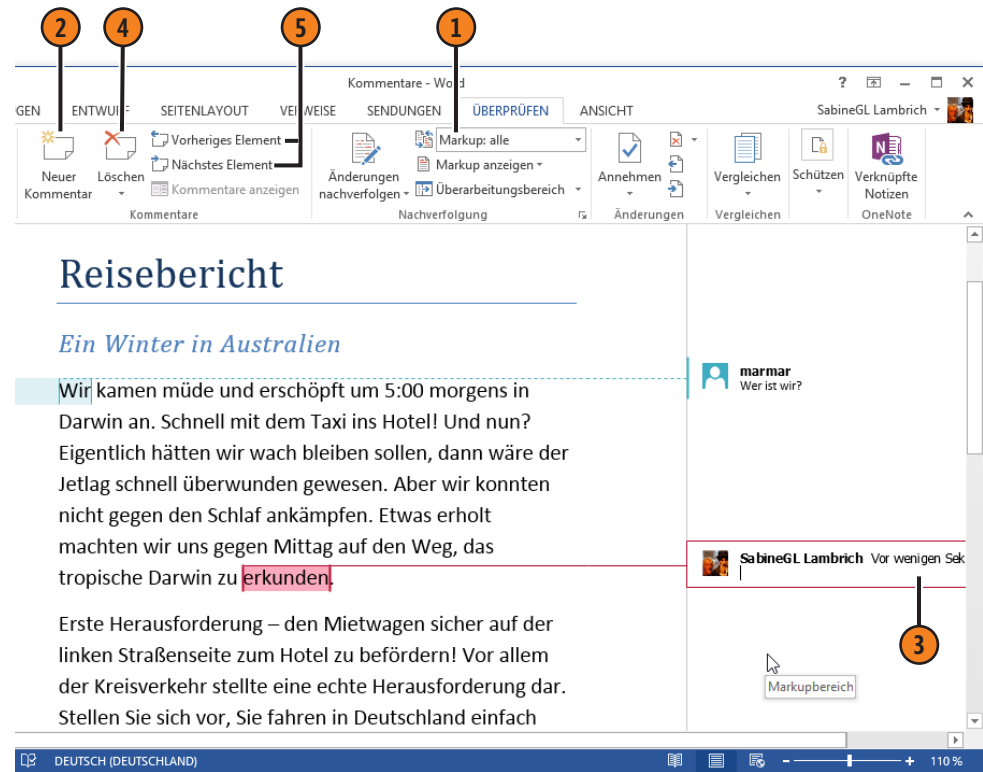 2 4 5 1
Kommentare - Word
GEN ENTWURF SEITENLAYOUT VERWEISE SENDUNGEN ÜBERPRÜFEN ANSICHT SabineGL Lambrich
Neuer Kommentar
Löschen
Vorheriges Element
Nächstes Element
Kommentare anzeigen
Kommentare
Änderungen nachverfolgen
Markup: alle
Markup anzeigen
Überarbeitungsbereich
Nachverfolgung
Annehmen
Änderungen
Vergleichen
Vergleichen
Schützen
Verknüpfte Notizen
OneNote
Reisebericht
Ein Winter in Australien
Wir kamen müde und erschöpft um 5:00 morgens in
Darwin an. Schnell mit dem Taxi ins Hotel! Und nun?
Eigentlich hätten wir wach bleiben sollen, dann wäre der
Jetlag schnell überwunden gewesen. Aber wir konnten
nicht gegen den Schlaf ankämpfen. Etwas erholt
machten wir uns gegen Mittag auf den Weg, das
tropische Darwin zu erkunden.
Erste Herausforderung – den Mietwagen sicher auf der
linken Straßenseite zum Hotel zu befördern! Vor allem
der Kreisverkehr stellte eine echte Herausforderung dar.
Stellen Sie sich vor, Sie fahren in Deutschland einfach
marmar
Wer ist wir?
SabineGL Lambrich Vor wenigen Sek
3
Markupbereich
DEUTSCH (DEUTSCHLAND) 110 %